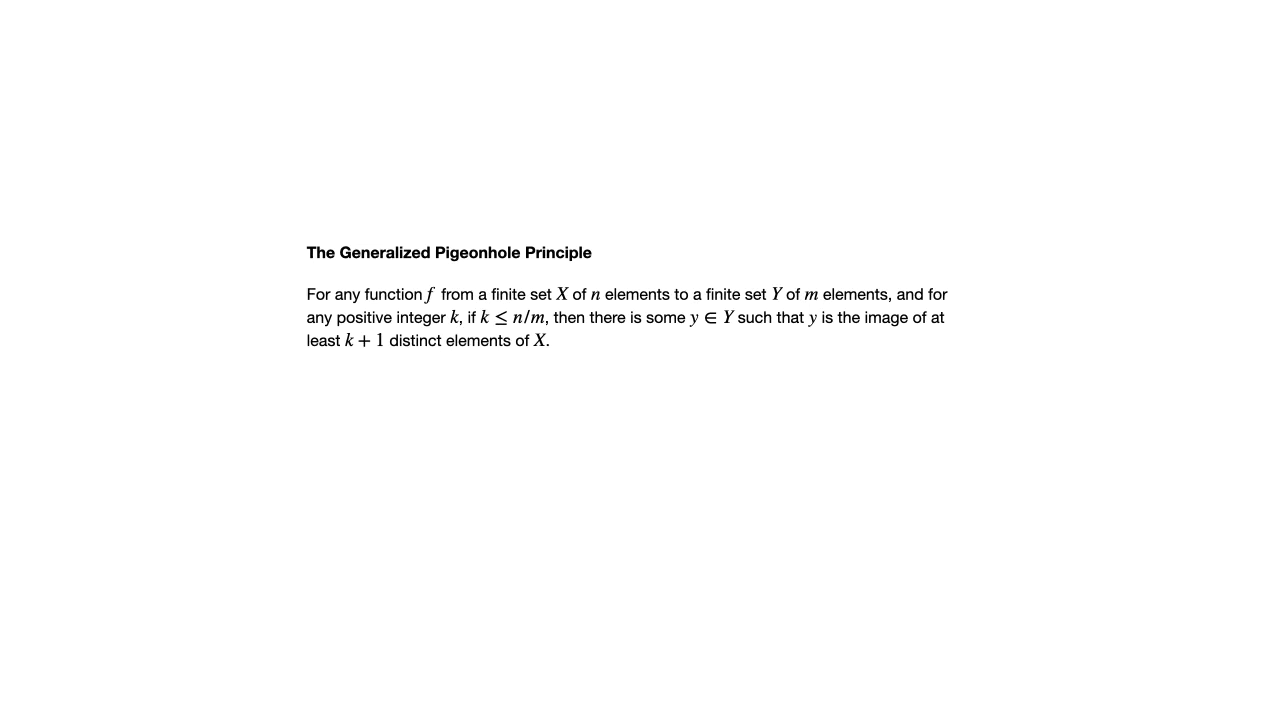 The Generalized Pigeonhole Principle
For any function f from a finite set X of n elements to a finite set Y of m elements, and for
any positive integer k, if k ≤ n/m, then there is some y ∈ Y such that y is the image of at
least k + 1 distinct elements of X.